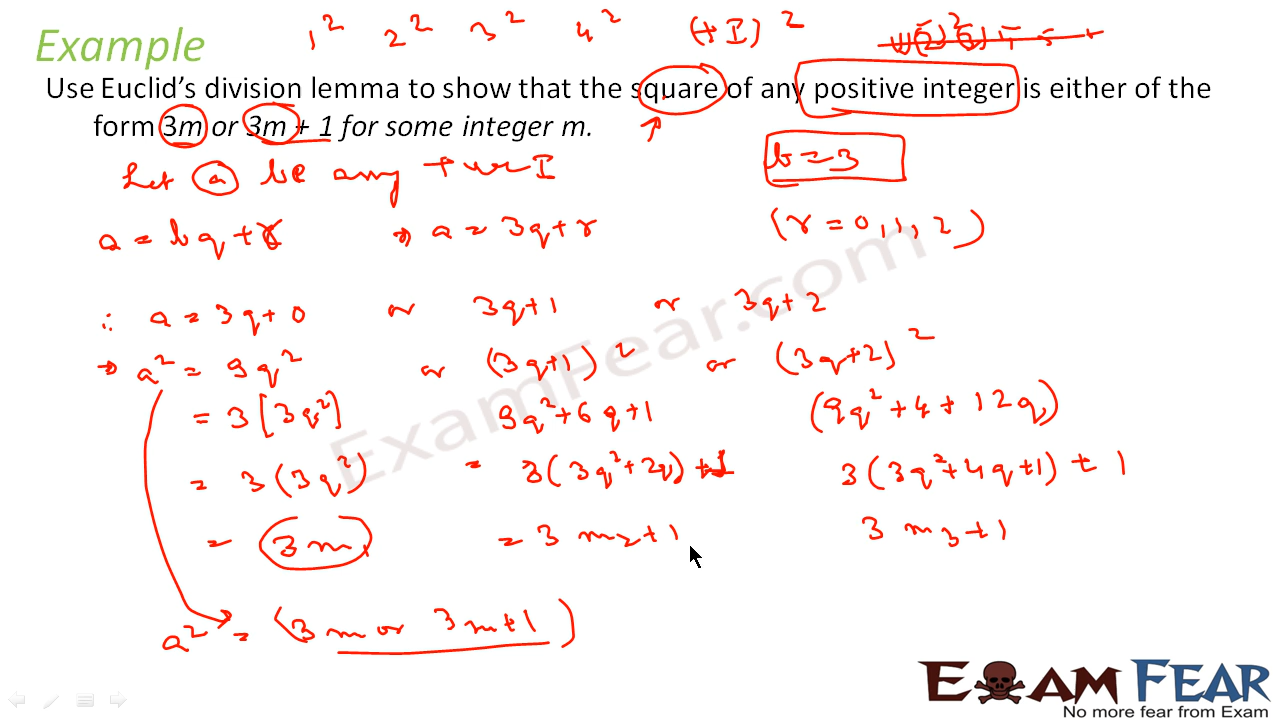 1² 2² 3² 4² (+I)²
Example
Use Euclid's division lemma to show that the square of any positive integer is either of the
form 3m or 3m + 1 for some integer m.
b = 3
Let a be any +ve I
a = bq + r ⇒ a = 3q + r (r = 0, 1, 2)
∴ a = 3q + 0 or 3q + 1 or 3q + 2
⇒ a² = 9q² or (3q+1)² or (3q+2)²
= 3[3q²] 9q² + 6q + 1 (9q² + 4 + 12q)
= 3(3q²) = 3(3q² + 2q) + 1 3(3q² + 4q + 1) + 1
= 3m₁ = 3m₂ + 1 3m₃ + 1
a² = (3m or 3m+1)
ExamFear.com
EXAM FEAR
No more fear from Exam